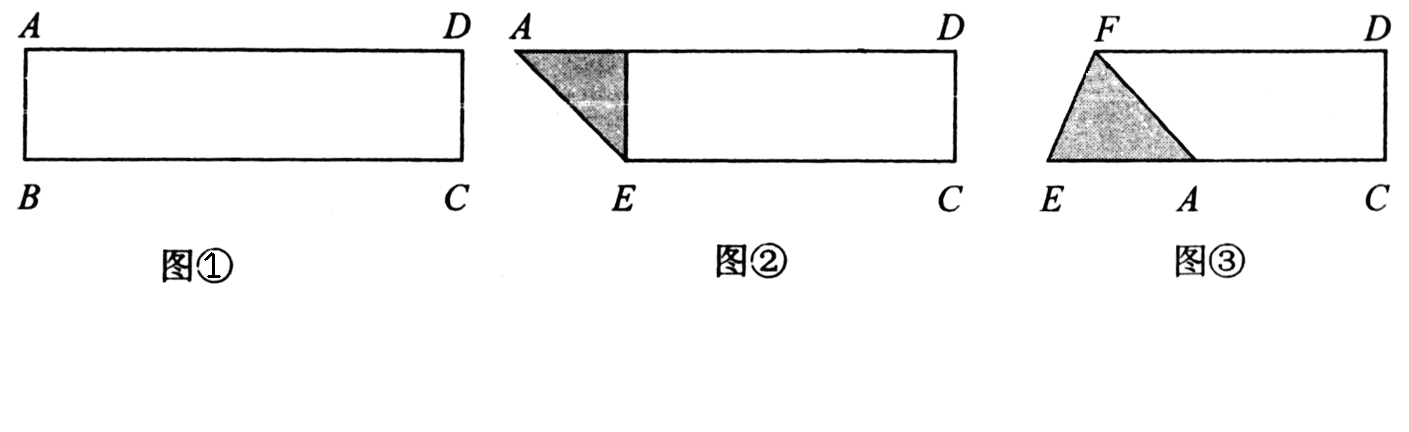 A D A D F D
B C E C E A C
图① 图② 图③